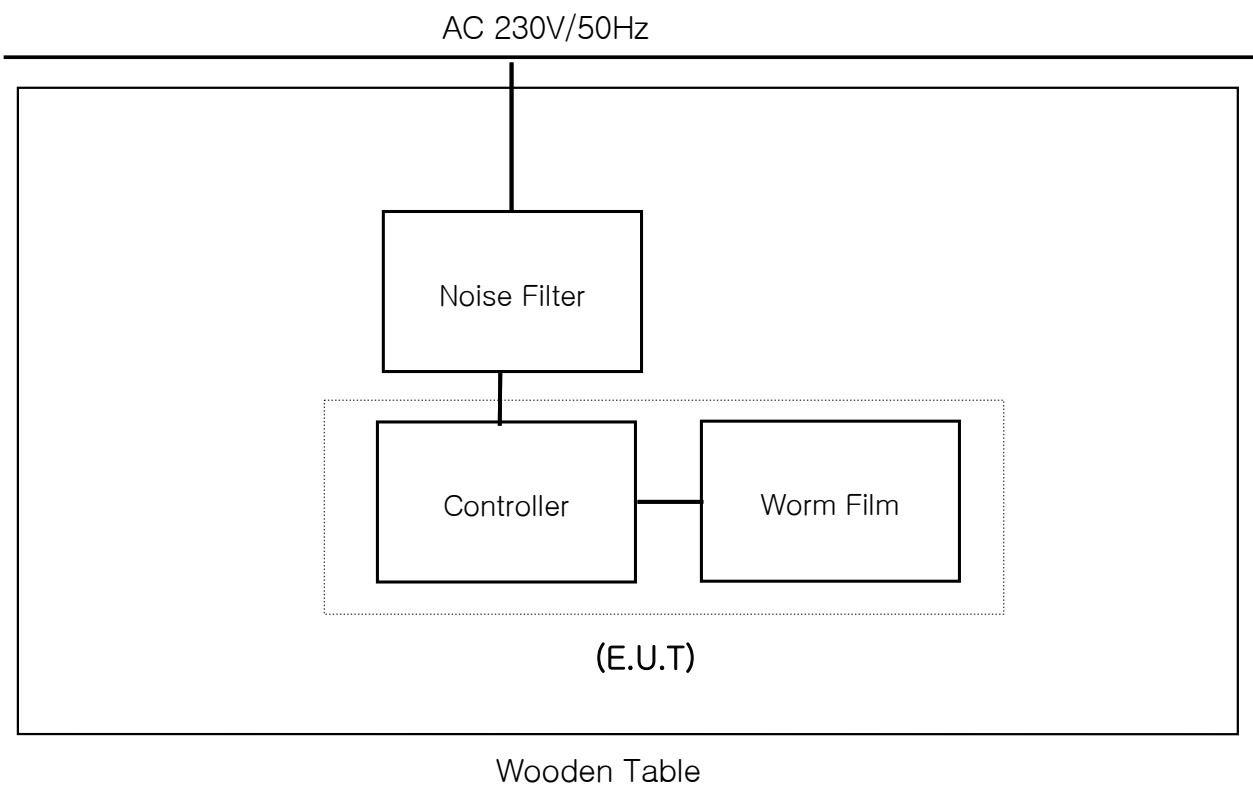 AC 230V/50Hz
Noise Filter
Controller
Worm Film
(E.U.T)
Wooden Table